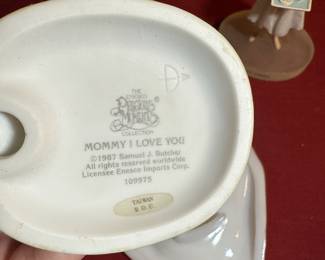 THE
ENESCO
PRECIOUS
MOMENTS
COLLECTION
MOMMY I LOVE YOU
©1987 Samuel J. Butcher
All rights reserved worldwide
Licensee Enesco Imports Corp.
109975
TAIWAN
R.O.C.